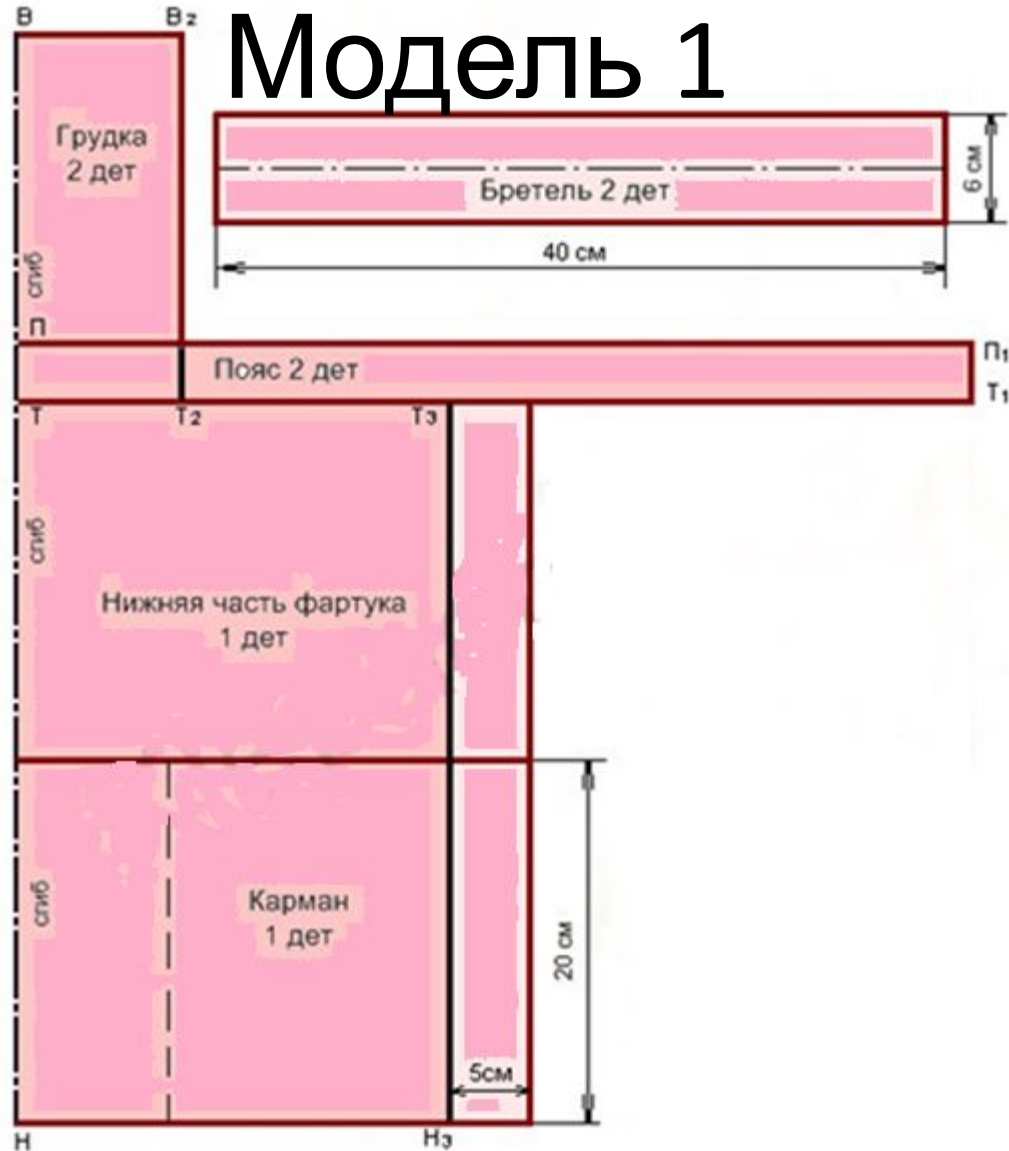 В В2
Модель 1
Грудка
2 дет
Бретель 2 дет
6 см
40 см
сгиб
П
Пояс 2 дет
П1
Т1
Т Т2 Т3
сгиб
Нижняя часть фартука
1 дет
Карман
1 дет
сгиб
20 см
5см
Н Н3